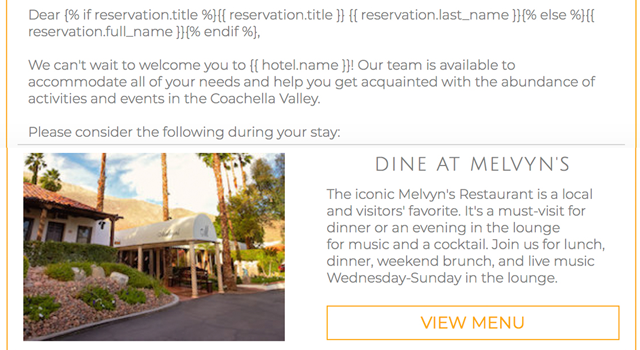 Dear {% if reservation.title %}{{ reservation.title }} {{ reservation.last_name }}{% else %}{{
reservation.full_name }}{% endif %},
We can't wait to welcome you to {{ hotel.name }}! Our team is available to
accommodate all of your needs and help you get acquainted with the abundance of
activities and events in the Coachella Valley.
Please consider the following during your stay:
DINE AT MELVYN'S
The iconic Melvyn's Restaurant is a local
and visitors' favorite. It's a must-visit for
dinner or an evening in the lounge
for music and a cocktail. Join us for lunch,
dinner, weekend brunch, and live music
Wednesday-Sunday in the lounge.
VIEW MENU